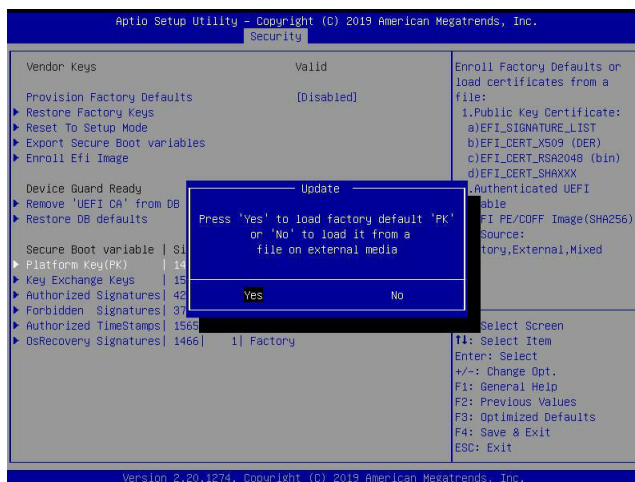 Aptio Setup Utility – Copyright (C) 2019 American Megatrends, Inc.
Security
Vendor Keys Valid
Provision Factory Defaults [Disabled]
Restore Factory Keys
Reset To Setup Mode
Export Secure Boot variables
Enroll Efi Image
Device Guard Ready
Remove 'UEFI CA' from DB
Restore DB defaults
Secure Boot variable | Si
Platform Key(PK) | 14
Key Exchange Keys | 15
Authorized Signatures| 42
Forbidden Signatures| 37
Authorized TimeStamps| 1565
OsRecovery Signatures| 1466| 1| Factory
Update
Press 'Yes' to load factory default 'PK'
or 'No' to load it from a
file on external media
Yes No
Enroll Factory Defaults or
load certificates from a
file:
1.Public Key Certificate:
a)EFI_SIGNATURE_LIST
b)EFI_CERT_X509 (DER)
c)EFI_CERT_RSA2048 (bin)
d)EFI_CERT_SHAXXX
.Authenticated UEFI
able
FI PE/COFF Image(SHA256)
Source:
tory,External,Mixed
Select Screen
↑↓: Select Item
Enter: Select
+/-: Change Opt.
F1: General Help
F2: Previous Values
F3: Optimized Defaults
F4: Save & Exit
ESC: Exit
Version 2.20.1274. Copyright (C) 2019 American Megatrends, Inc.